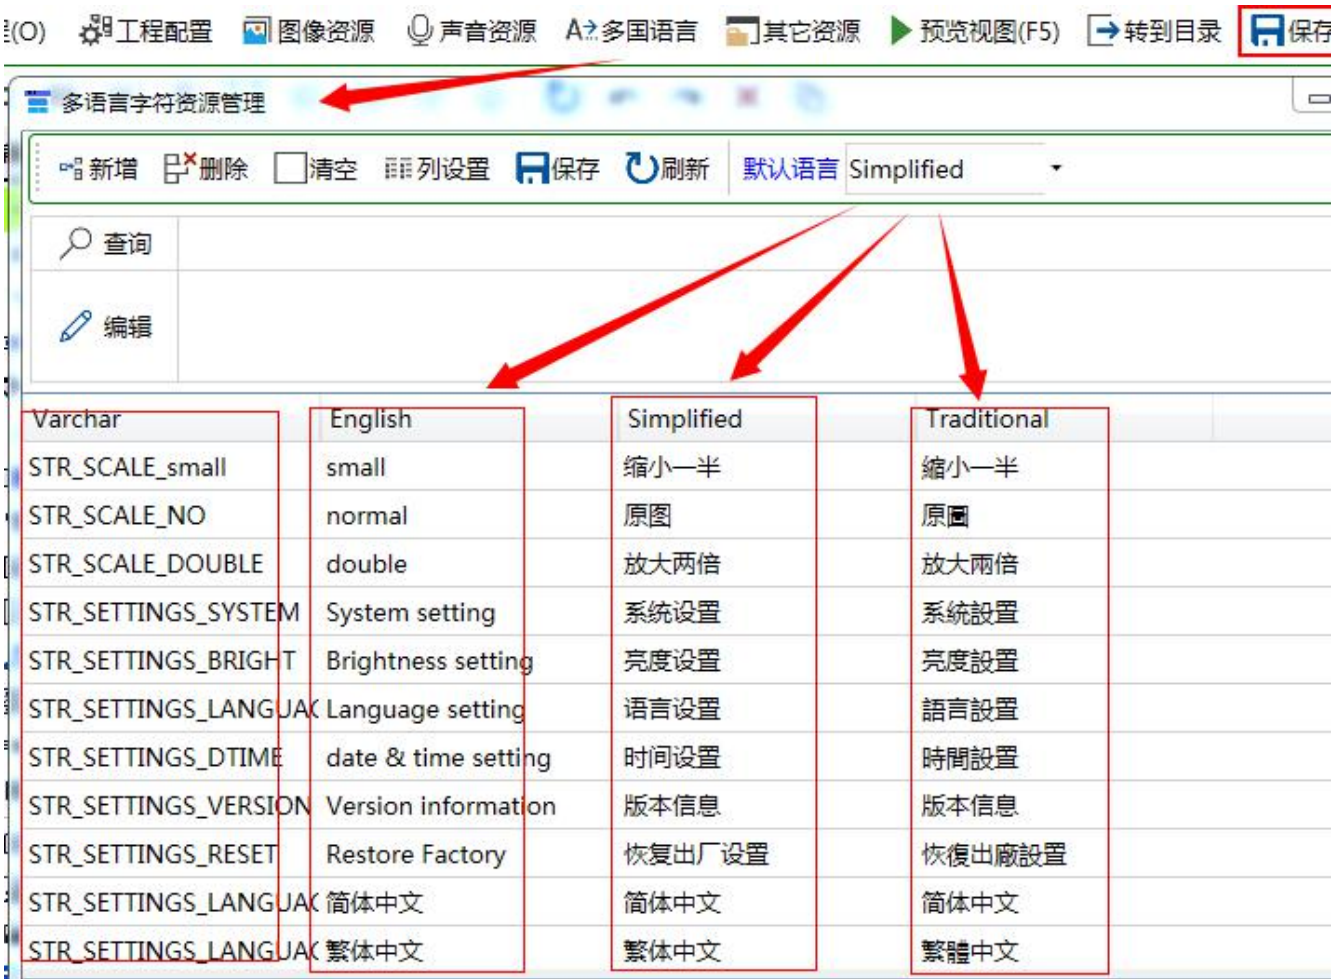 (O) 工程配置 图像资源 声音资源 A 多国语言 其它资源 预览视图(F5) 转到目录 保存
多语言字符资源管理
新增 删除 清空 列设置 保存 刷新 默认语言 Simplified
查询
编辑
Varchar English Simplified Traditional
STR_SCALE_small small 缩小一半 縮小一半
STR_SCALE_NO normal 原图 原圖
STR_SCALE_DOUBLE double 放大两倍 放大兩倍
STR_SETTINGS_SYSTEM System setting 系统设置 系統設置
STR_SETTINGS_BRIGHT Brightness setting 亮度设置 亮度設置
STR_SETTINGS_LANGUA Language setting 语言设置 語言設置
STR_SETTINGS_DTIME date & time setting 时间设置 時間設置
STR_SETTINGS_VERSION Version information 版本信息 版本信息
STR_SETTINGS_RESET Restore Factory 恢复出厂设置 恢復出廠設置
STR_SETTINGS_LANGUA 简体中文 简体中文 简体中文
STR_SETTINGS_LANGUA 繁体中文 繁体中文 繁體中文